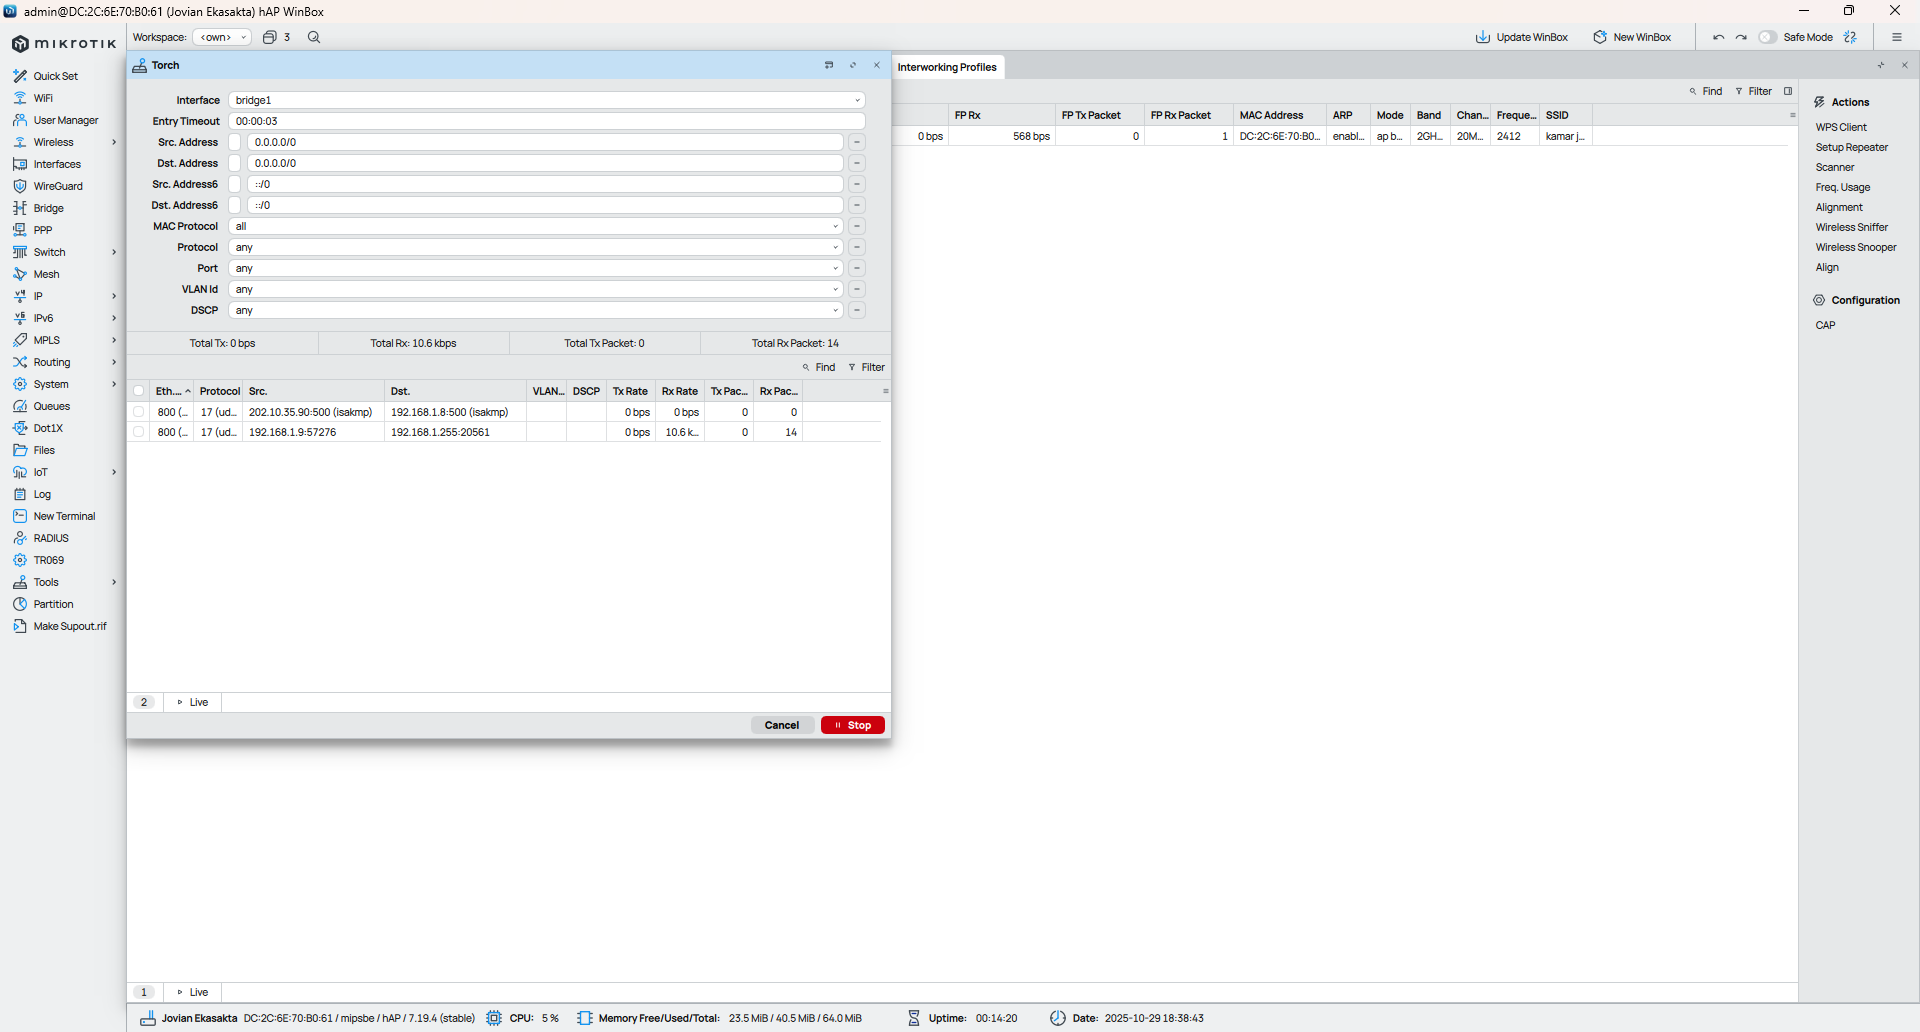 admin@DC:2C:6E:70:B0:61 (Jovian Ekasakta) hAP WinBox
mikrotik
Workspace: <own> 3 Update WinBox New WinBox Safe Mode
Quick Set
WiFi
User Manager
Wireless
Interfaces
WireGuard
Bridge
PPP
Switch
Mesh
IP
IPv6
MPLS
Routing
System
Queues
Dot1X
Files
IoT
Log
New Terminal
RADIUS
TR069
Tools
Partition
Make Supout.rif
Torch
Interface bridge1
Entry Timeout 00:00:03
Src. Address 0.0.0.0/0
Dst. Address 0.0.0.0/0
Src. Address6 ::/0
Dst. Address6 ::/0
MAC Protocol all
Protocol any
Port any
VLAN Id any
DSCP any
Total Tx: 0 bps Total Rx: 10.6 kbps Total Tx Packet: 0 Total Rx Packet: 14
Find Filter
Eth.... Protocol Src. Dst. VLAN... DSCP Tx Rate Rx Rate Tx Pac... Rx Pac...
800 (... 17 (ud... 202.10.35.90:500 (isakmp) 192.168.1.8:500 (isakmp) 0 bps 0 bps 0 0
800 (... 17 (ud... 192.168.1.9:57276 192.168.1.255:20561 0 bps 10.6 k... 0 14
2 Live
Cancel Stop
Interworking Profiles
Find Filter
FP Rx FP Tx Packet FP Rx Packet MAC Address ARP Mode Band Chan... Freque... SSID
0 bps 568 bps 0 1 DC:2C:6E:70:B0... enabl... ap b... 2GH... 20M... 2412 kamar j...
Actions
WPS Client
Setup Repeater
Scanner
Freq. Usage
Alignment
Wireless Sniffer
Wireless Snooper
Align
Configuration
CAP
1 Live
Jovian Ekasakta DC:2C:6E:70:B0:61 / mipsbe / hAP / 7.19.4 (stable) CPU: 5 % Memory Free/Used/Total: 23.5 MiB / 40.5 MiB / 64.0 MiB Uptime: 00:14:20 Date: 2025-10-29 18:38:43